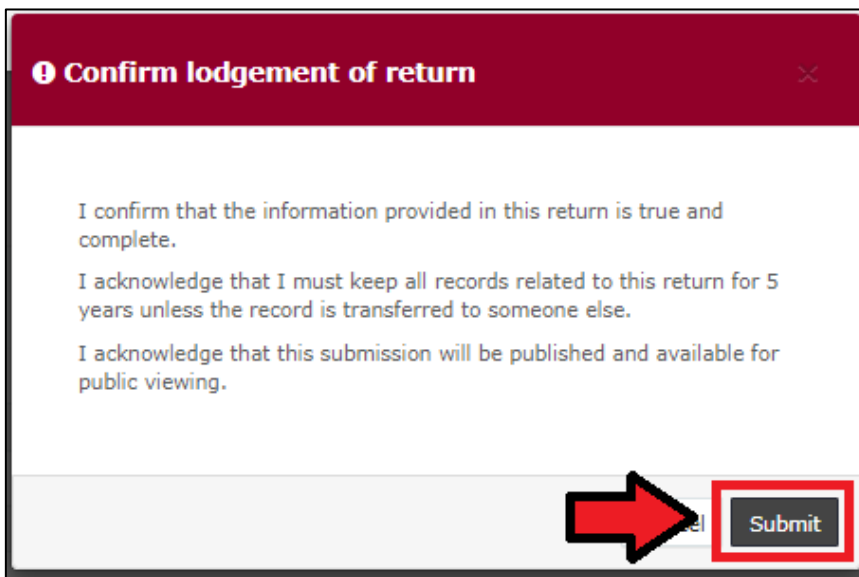 Confirm lodgement of return
I confirm that the information provided in this return is true and
complete.
I acknowledge that I must keep all records related to this return for 5
years unless the record is transferred to someone else.
I acknowledge that this submission will be published and available for
public viewing.
Submit